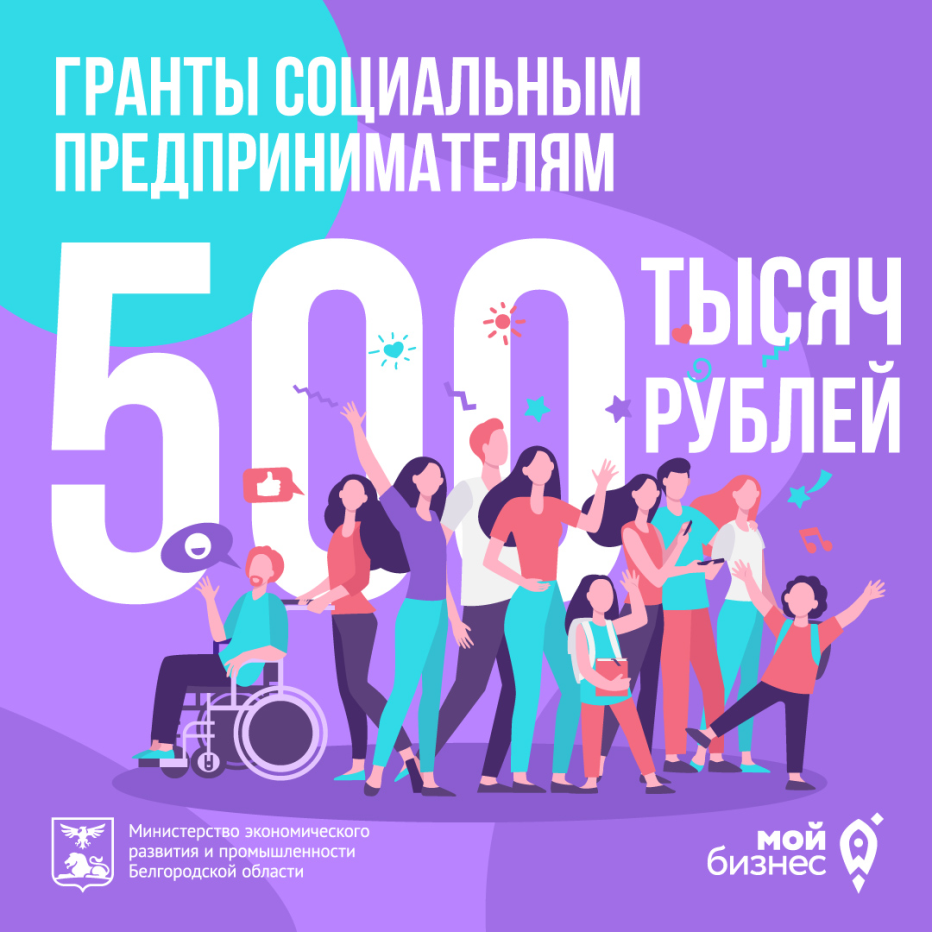 ГРАНТЫ СОЦИАЛЬНЫМ
ПРЕДПРИНИМАТЕЛЯМ
500 ТЫСЯЧ
РУБЛЕЙ
Министерство экономического
развития и промышленности
Белгородской области
МОЙ
бизнес